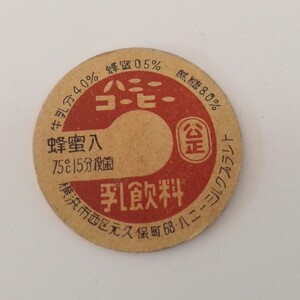 牛乳分40% 蜂蜜0.5% 黒糖8.0%
ハニー
コーヒー
公正
蜂蜜入
75℃15分殺菌
乳飲料
横浜市西区元久保町68・ハニーミルクプラント